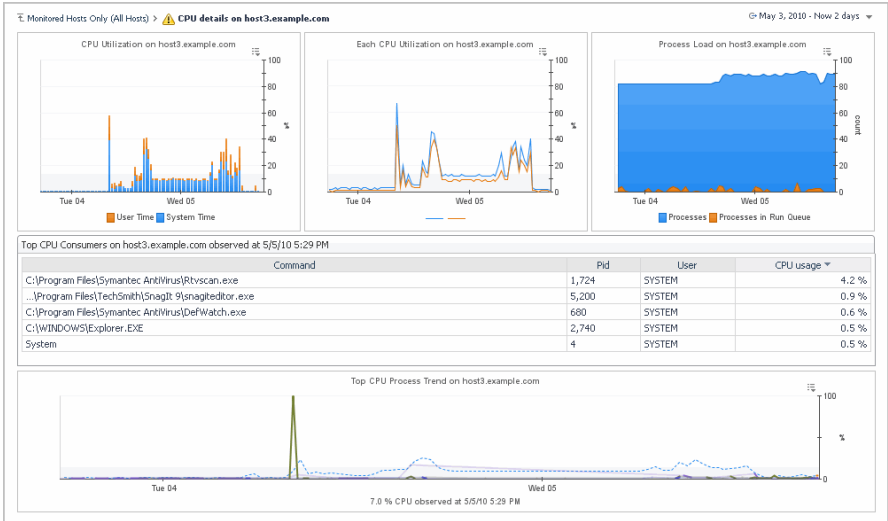 Monitored Hosts Only (All Hosts) > CPU details on host3.example.com
May 3, 2010 - Now 2 days
CPU Utilization on host3.example.com
100
80
60
%
40
20
0
Tue 04 Wed 05
User Time System Time
Each CPU Utilization on host3.example.com
100
80
60
%
40
20
0
Tue 04 Wed 05
Process Load on host3.example.com
100
80
60
count
40
20
0
Tue 04 Wed 05
Processes Processes in Run Queue
Top CPU Consumers on host3.example.com observed at 5/5/10 5:29 PM
Command Pid User CPU usage
C:\Program Files\Symantec AntiVirus\Rtvscan.exe 1,724 SYSTEM 4.2 %
...\Program Files\TechSmith\SnagIt 9\snagiteditor.exe 5,200 SYSTEM 0.9 %
C:\Program Files\Symantec AntiVirus\DefWatch.exe 680 SYSTEM 0.6 %
C:\WINDOWS\Explorer.EXE 2,740 SYSTEM 0.5 %
System 4 SYSTEM 0.5 %
Top CPU Process Trend on host3.example.com
100
%
0
Tue 04 Wed 05
7.0 % CPU observed at 5/5/10 5:29 PM